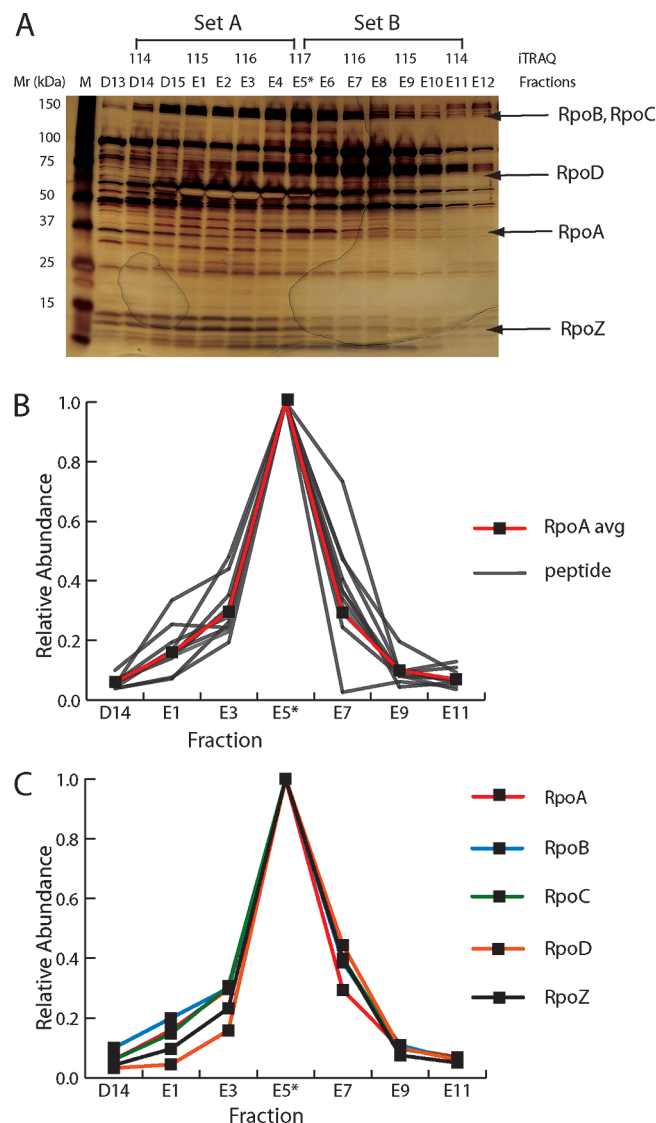 A
Set A Set B
114 115 116 117 116 115 114 iTRAQ
Mr (kDa) M D13 D14 D15 E1 E2 E3 E4 E5* E6 E7 E8 E9 E10 E11 E12 Fractions
150
100
75
50
37
25
15
RpoB, RpoC
RpoD
RpoA
RpoZ
B
Relative Abundance
1.0
0.8
0.6
0.4
0.2
0.0
D14 E1 E3 E5* E7 E9 E11
Fraction
RpoA avg
peptide
C
Relative Abundance
1.0
0.8
0.6
0.4
0.2
0.0
D14 E1 E3 E5* E7 E9 E11
Fraction
RpoA
RpoB
RpoC
RpoD
RpoZ